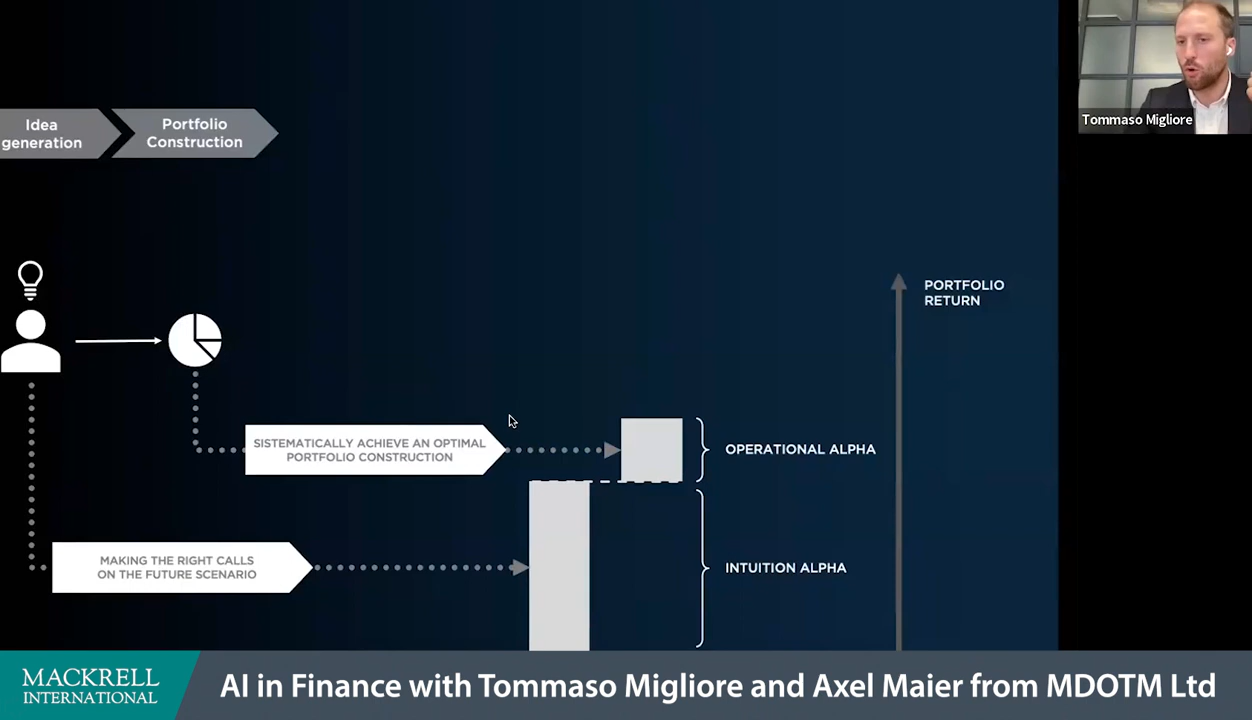 Idea
generation
Portfolio
Construction
Tommaso Migliore
PORTFOLIO
RETURN
SISTEMATICALLY ACHIEVE AN OPTIMAL
PORTFOLIO CONSTRUCTION
OPERATIONAL ALPHA
MAKING THE RIGHT CALLS
ON THE FUTURE SCENARIO
INTUITION ALPHA
MACKRELL
INTERNATIONAL
AI in Finance with Tommaso Migliore and Axel Maier from MDOTM Ltd